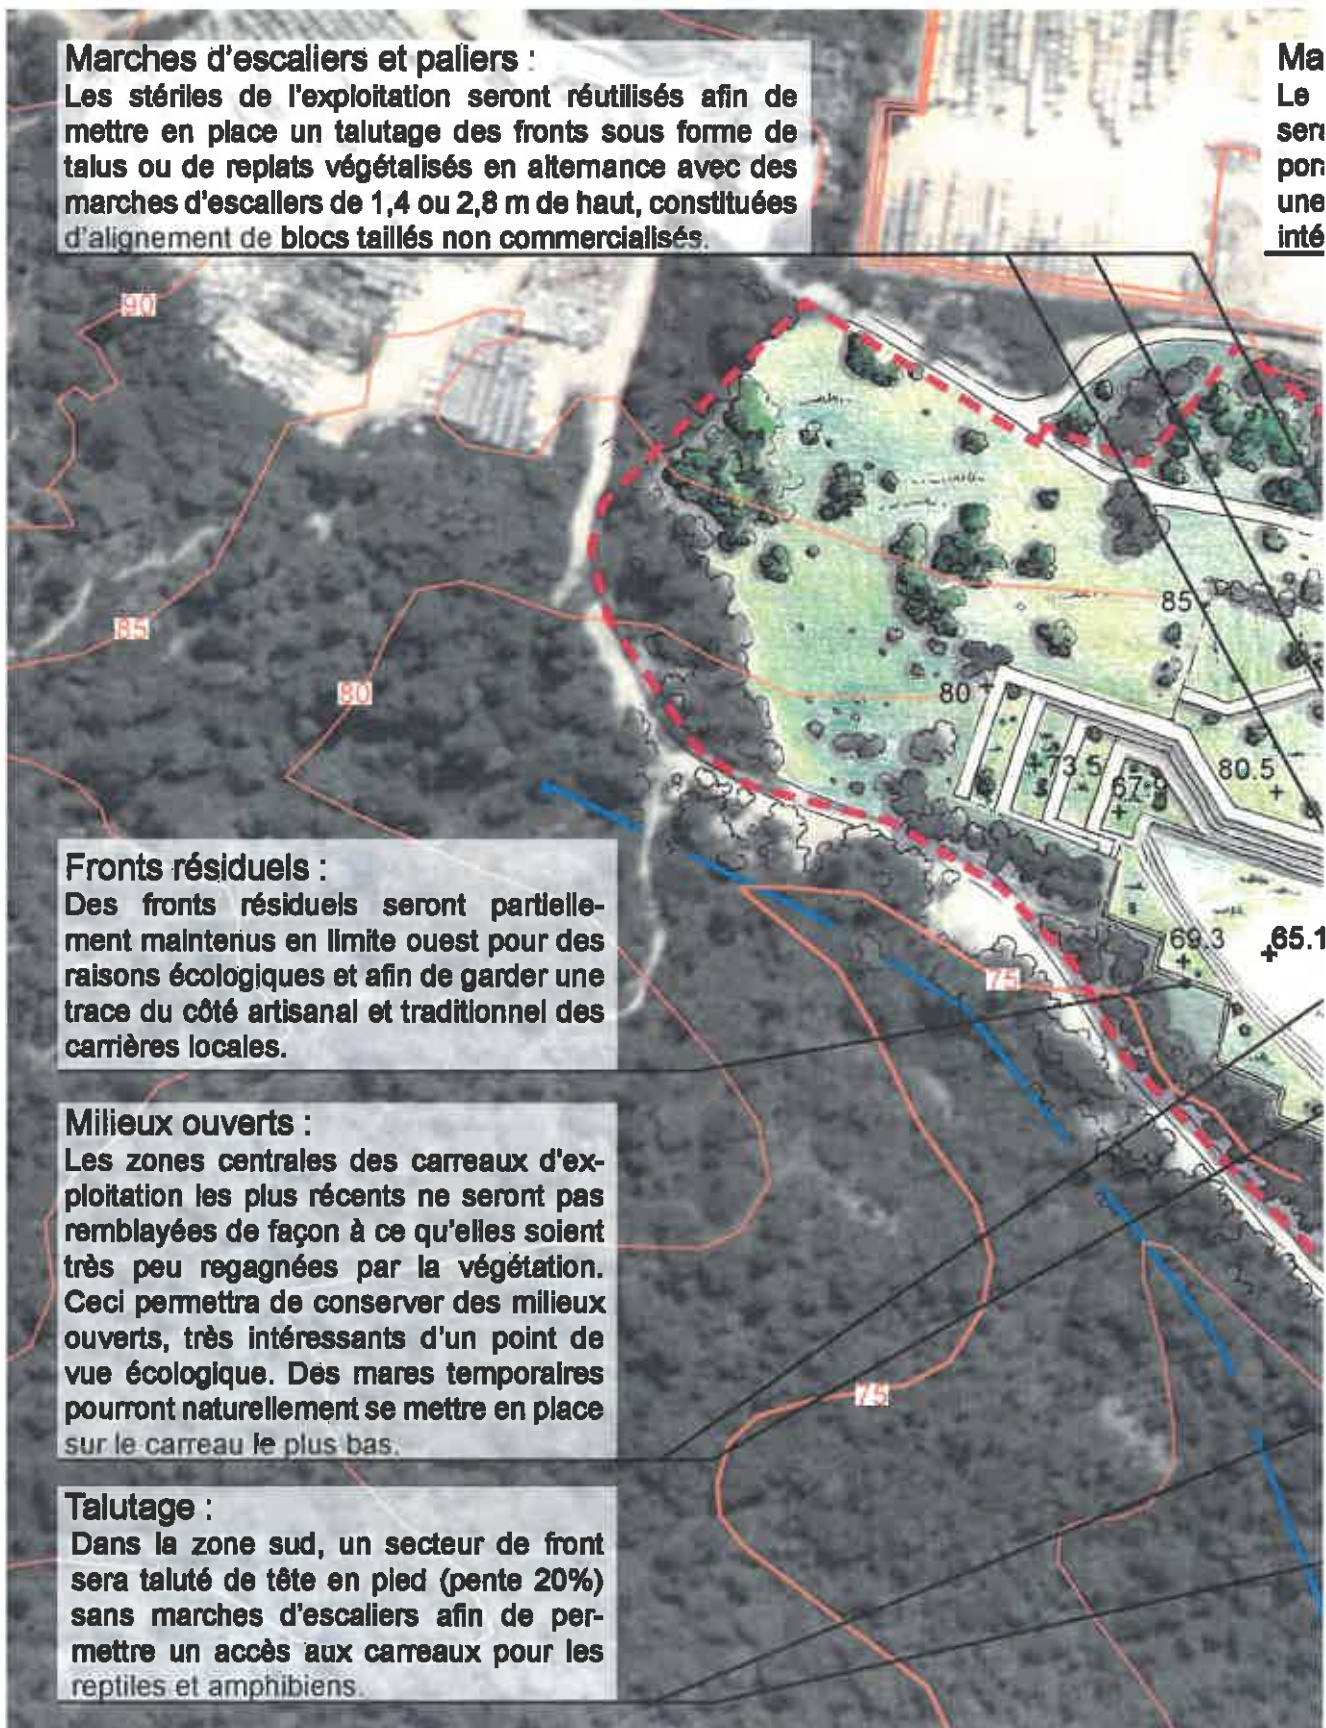 Marches d'escaliers et paliers :
Les stériles de l'exploitation seront réutilisés afin de
mettre en place un talutage des fronts sous forme de
talus ou de replats végétalisés en alternance avec des
marches d'escaliers de 1,4 ou 2,8 m de haut, constituées
d'alignement de blocs taillés non commercialisés.
Ma
Le
sera
pora
une
inté
90
85
80
85
80
73.5
67.9
80.5
69.3
65.1
75
75
Fronts résiduels :
Des fronts résiduels seront partielle-
ment maintenus en limite ouest pour des
raisons écologiques et afin de garder une
trace du côté artisanal et traditionnel des
carrières locales.
Milieux ouverts :
Les zones centrales des carreaux d'ex-
ploitation les plus récents ne seront pas
remblayées de façon à ce qu'elles soient
très peu regagnées par la végétation.
Ceci permettra de conserver des milieux
ouverts, très intéressants d'un point de
vue écologique. Des mares temporaires
pourront naturellement se mettre en place
sur le carreau le plus bas.
Talutage :
Dans la zone sud, un secteur de front
sera taluté de tête en pied (pente 20%)
sans marches d'escaliers afin de per-
mettre un accès aux carreaux pour les
reptiles et amphibiens.